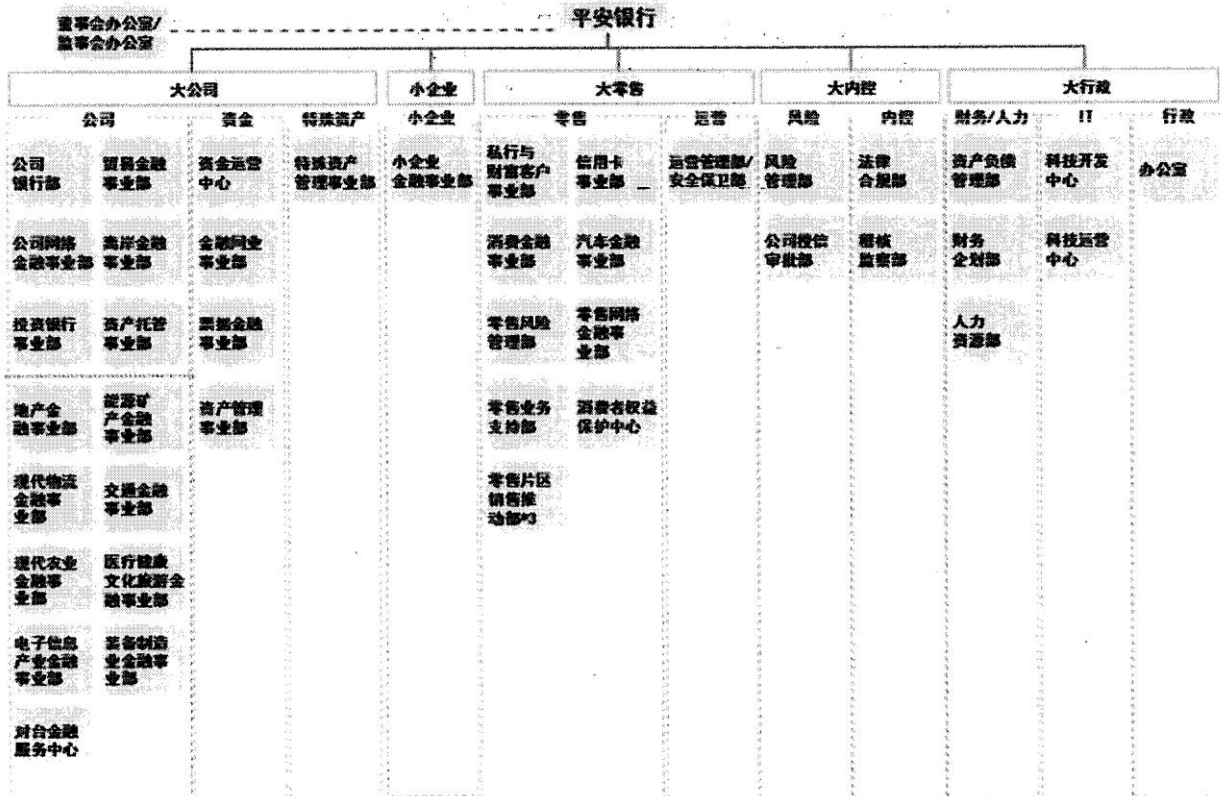 董事会办公室/
监事会办公室
平安银行
大公司
小企业
大零售
大内控
大行政
公司
资金
特殊资产
小企业
零售
运营
风险
内控
财务/人力
IT
行政
公司
银行部
贸易金融
事业部
资金运营
中心
特殊资产
管理事业部
小企业
金融事业部
私行与
财富客户
事业部
信用卡
事业部
运营管理部/
安全保卫部
风险
管理部
法律
合规部
资产负债
管理部
科技开发
中心
办公室
公司网络
金融事业部
离岸金融
事业部
金融同业
事业部
消费金融
事业部
汽车金融
事业部
公司授信
审批部
稽核
监察部
财务
企划部
科技运营
中心
投资银行
事业部
资产托管
事业部
票据金融
事业部
零售风险
管理部
零售网络
金融事
业部
人力
资源部
地产金
融事业部
能源矿
产金融
事业部
资产管理
事业部
零售业务
支持部
消费者权益
保护中心
现代物流
金融事
业部
交通金融
事业部
零售片区
销售推
动部*3
现代农业
金融事
业部
医疗健康
文化旅游金
融事业部
电子信息
产业金融
事业部
装备制造
业金融事
业部
对台金融
服务中心